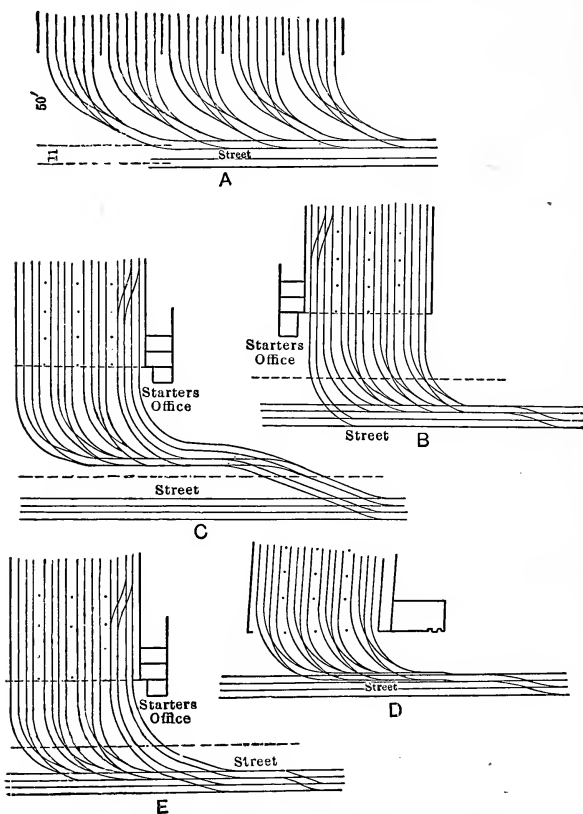 50'
11
Street
A
Starters
Office
Street
B
Starters
Office
Street
C
Starters
Office
Street
E
Street
D